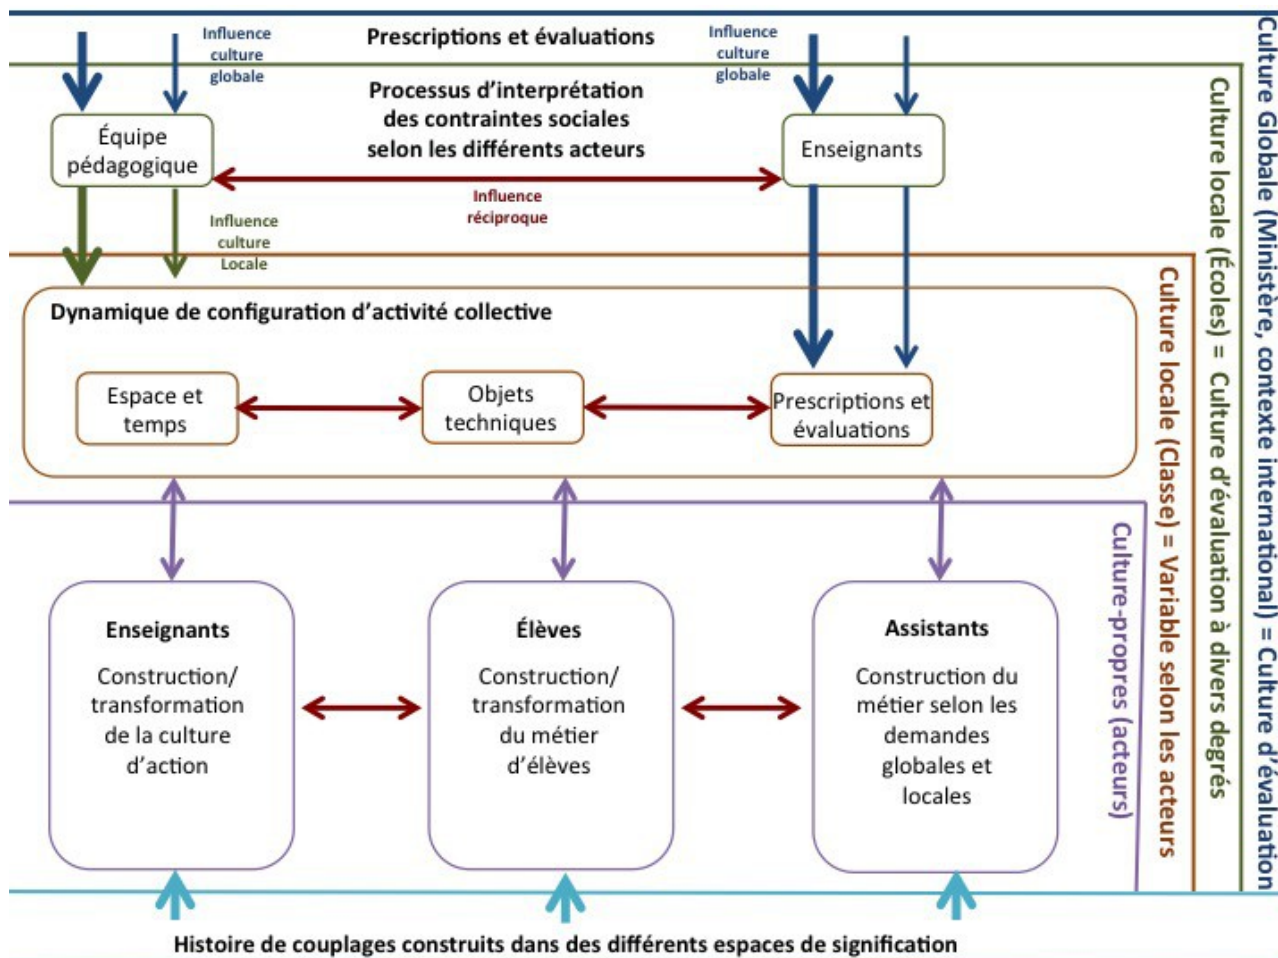 Prescriptions et évaluations
Influence
culture
globale
Influence
culture
globale
Processus d’interprétation
des contraintes sociales
selon les différents acteurs
Équipe
pédagogique
Enseignants
Influence
réciproque
Influence
culture
Locale
Dynamique de configuration d’activité collective
Espace et
temps
Objets
techniques
Prescriptions et
évaluations
Enseignants
Construction/
transformation
de la culture
d’action
Élèves
Construction/
transformation
du métier
d’élèves
Assistants
Construction du
métier selon les
demandes
globales et
locales
Culture-propres (acteurs)
Culture locale (Classe) = Variable selon les acteurs
Culture locale (Écoles) = Culture d’évaluation à divers degrés
Culture Globale (Ministère, contexte international) = Culture d’évaluation
Histoire de couplages construits dans des différents espaces de signification